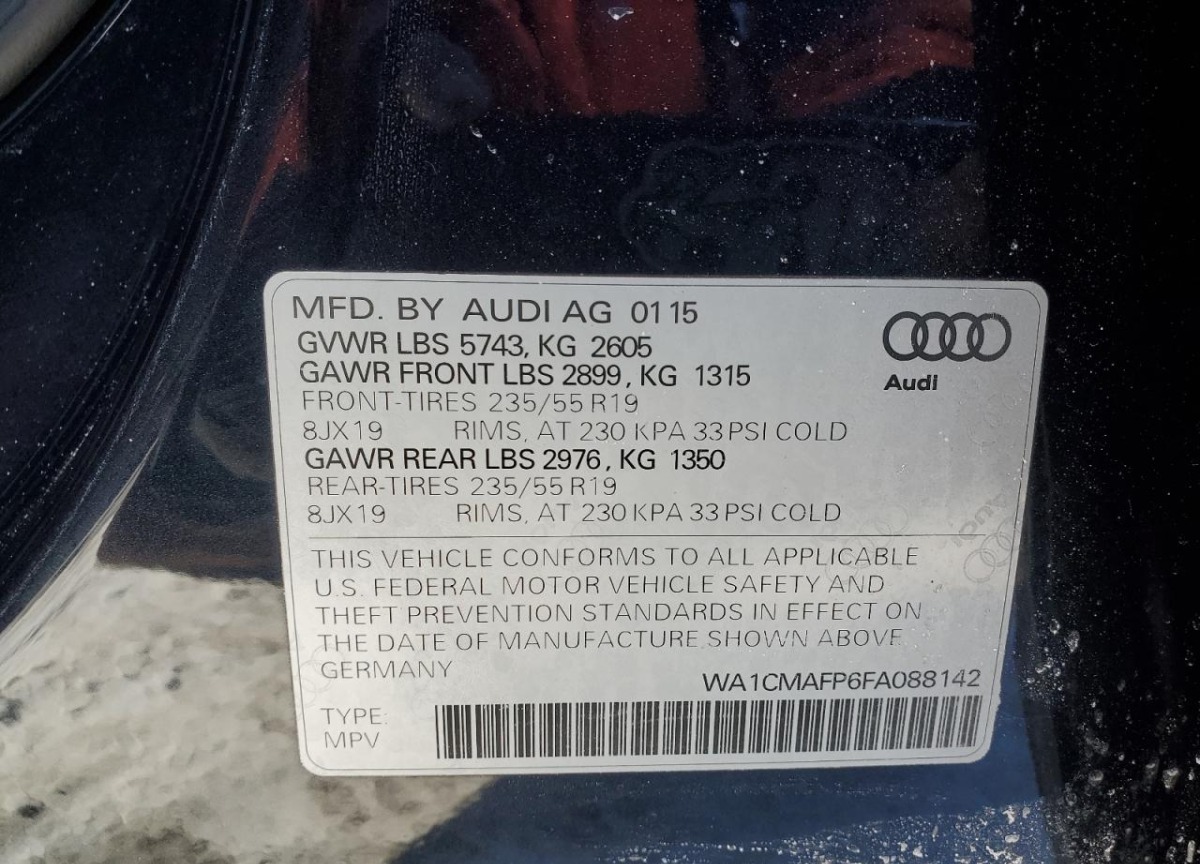 MFD. BY AUDI AG 01 15
GVWR LBS 5743, KG 2605
GAWR FRONT LBS 2899, KG 1315
FRONT-TIRES 235/55 R19
8JX19 RIMS, AT 230 KPA 33 PSI COLD
GAWR REAR LBS 2976, KG 1350
REAR-TIRES 235/55 R19
8JX19 RIMS, AT 230 KPA 33 PSI COLD
Audi
THIS VEHICLE CONFORMS TO ALL APPLICABLE
U.S. FEDERAL MOTOR VEHICLE SAFETY AND
THEFT PREVENTION STANDARDS IN EFFECT ON
THE DATE OF MANUFACTURE SHOWN ABOVE.
GERMANY
WA1CMAFP6FA088142
TYPE:
MPV
Audi